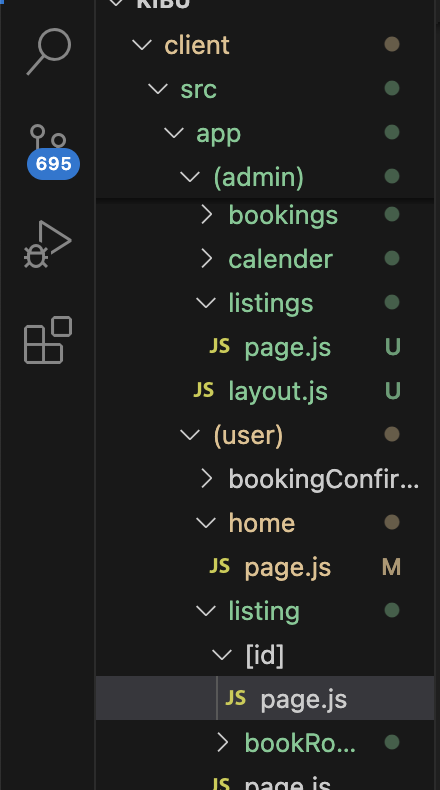 KIBU
client
src
app
695
(admin)
bookings
calender
listings
JS page.js U
JS layout.js U
(user)
bookingConfir...
home
JS page.js M
listing
[id]
JS page.js
bookRo...
JS page.js